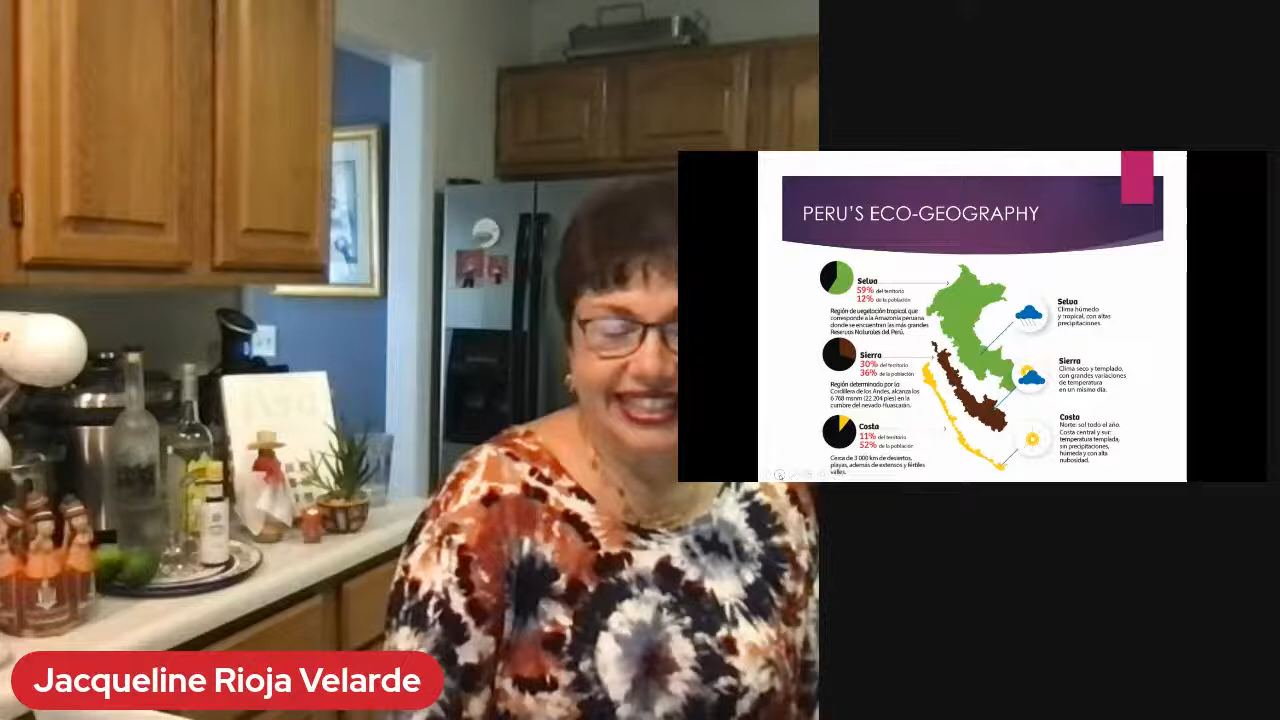 PERU'S ECO-GEOGRAPHY
Selva
59% del territorio
12% de la población
Región de vegetación tropical que
corresponde a la Amazonía peruana
donde se encuentran las más grandes
Reservas Naturales del Perú.
Sierra
30% del territorio
36% de la población
Región determinada por la
Cordillera de los Andes, alcanza los
6 768 msnm (22 204 pies) en la
cumbre del nevado Huascarán.
Costa
11% del territorio
52% de la población
Cerca de 3 000 km de desiertos,
playas, además de extensos y fértiles
valles.
Selva
Clima húmedo
y tropical, con altas
precipitaciones.
Sierra
Clima seco y templado,
con grandes variaciones
de temperatura
en un mismo día.
Costa
Norte: sol todo el año.
Costa central y sur:
temperatura templada,
sin precipitaciones,
húmeda y con alta
nubosidad.
Jacqueline Rioja Velarde